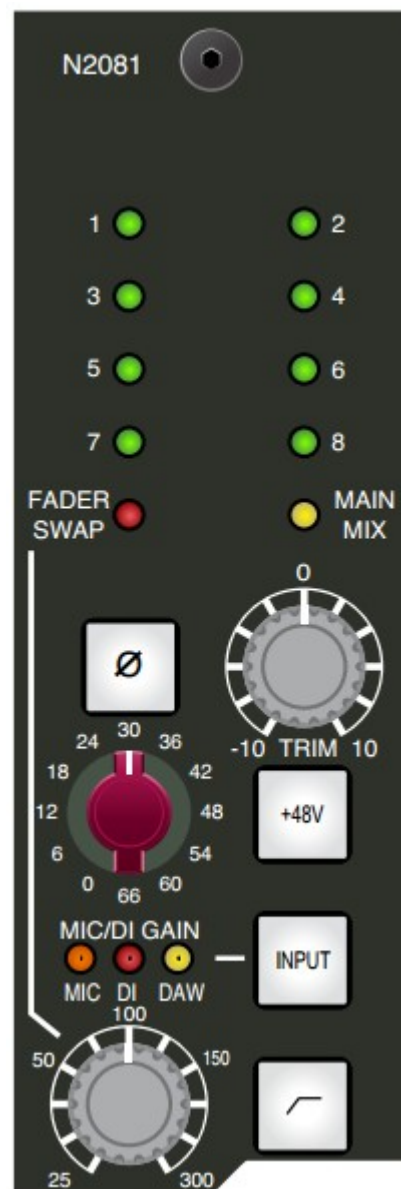 N2081
1 2
3 4
5 6
7 8
FADER MAIN
SWAP MIX
0
Ø
-10 TRIM 10
30
24 36
18 42
12 48
6 54
0 66 60
+48V
MIC/DI GAIN
INPUT
MIC DI DAW
100
50 150
25 300